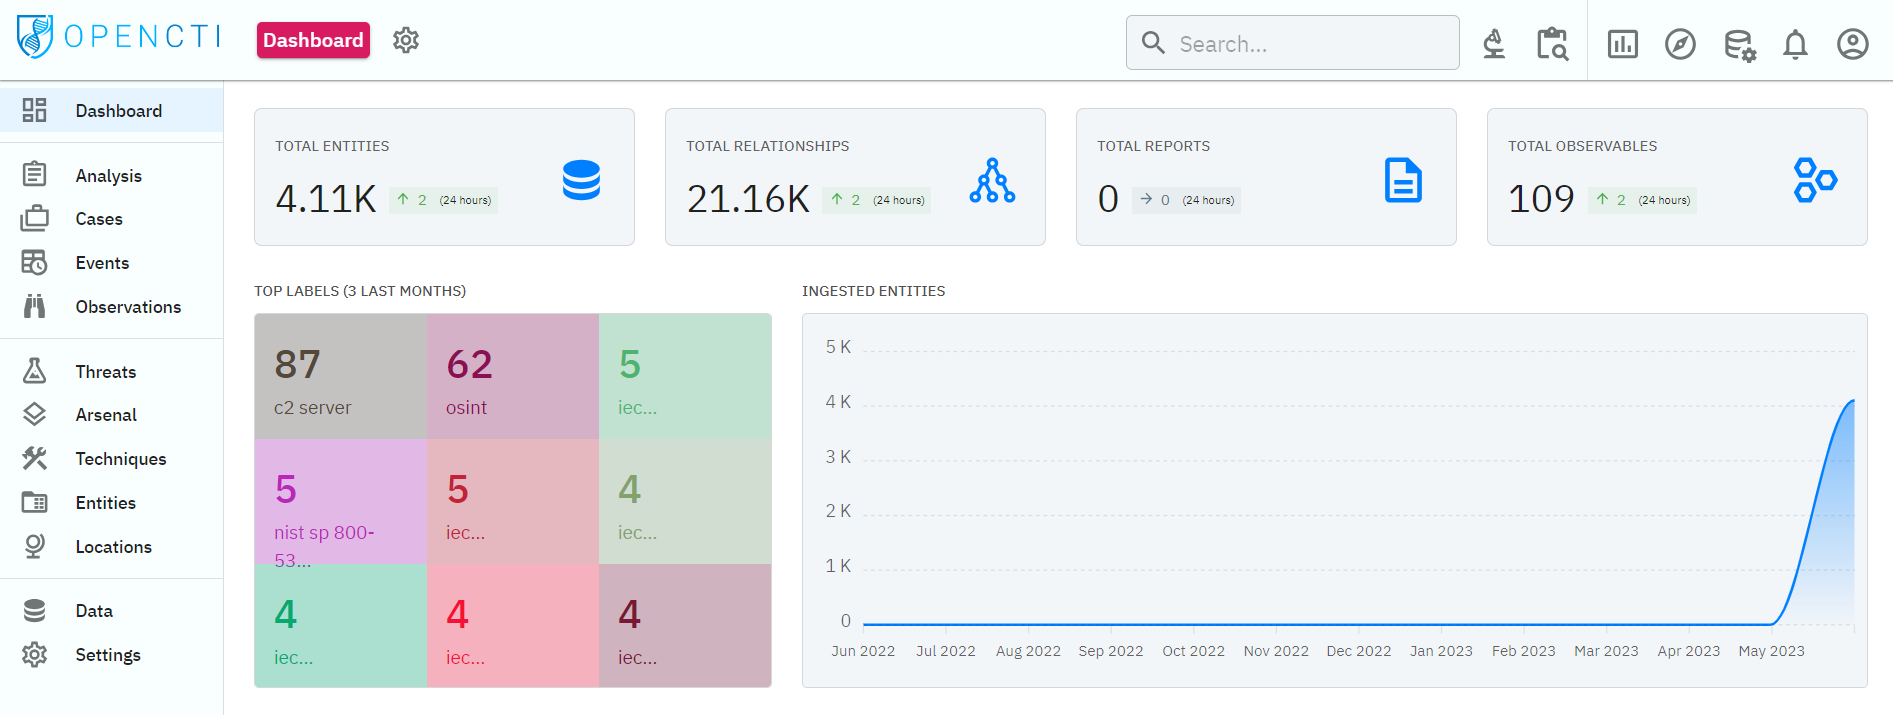 OPENCTI
Dashboard
Search...
Dashboard
Analysis
Cases
Events
Observations
Threats
Arsenal
Techniques
Entities
Locations
Data
Settings
TOTAL ENTITIES
4.11K 2 (24 hours)
TOTAL RELATIONSHIPS
21.16K 2 (24 hours)
TOTAL REPORTS
0 0 (24 hours)
TOTAL OBSERVABLES
109 2 (24 hours)
TOP LABELS (3 LAST MONTHS)
87
c2 server
62
osint
5
iec...
5
nist sp 800-
53...
5
iec...
4
iec...
4
iec...
4
iec...
4
iec...
INGESTED ENTITIES
5 K
4 K
3 K
2 K
1 K
0
Jun 2022 Jul 2022 Aug 2022 Sep 2022 Oct 2022 Nov 2022 Dec 2022 Jan 2023 Feb 2023 Mar 2023 Apr 2023 May 2023